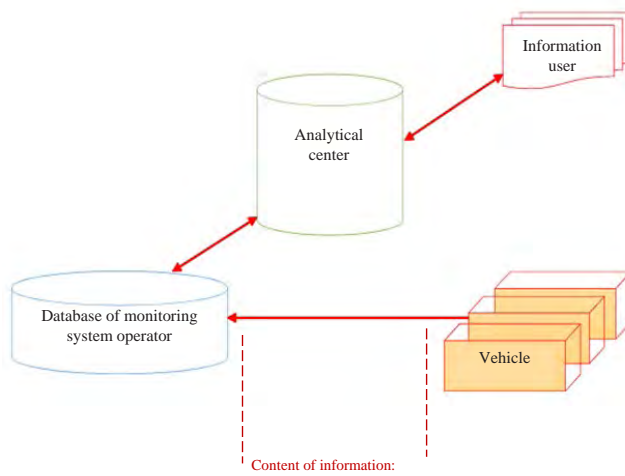 Information
user
Analytical
center
Database of monitoring
system operator
Vehicle
Content of information: